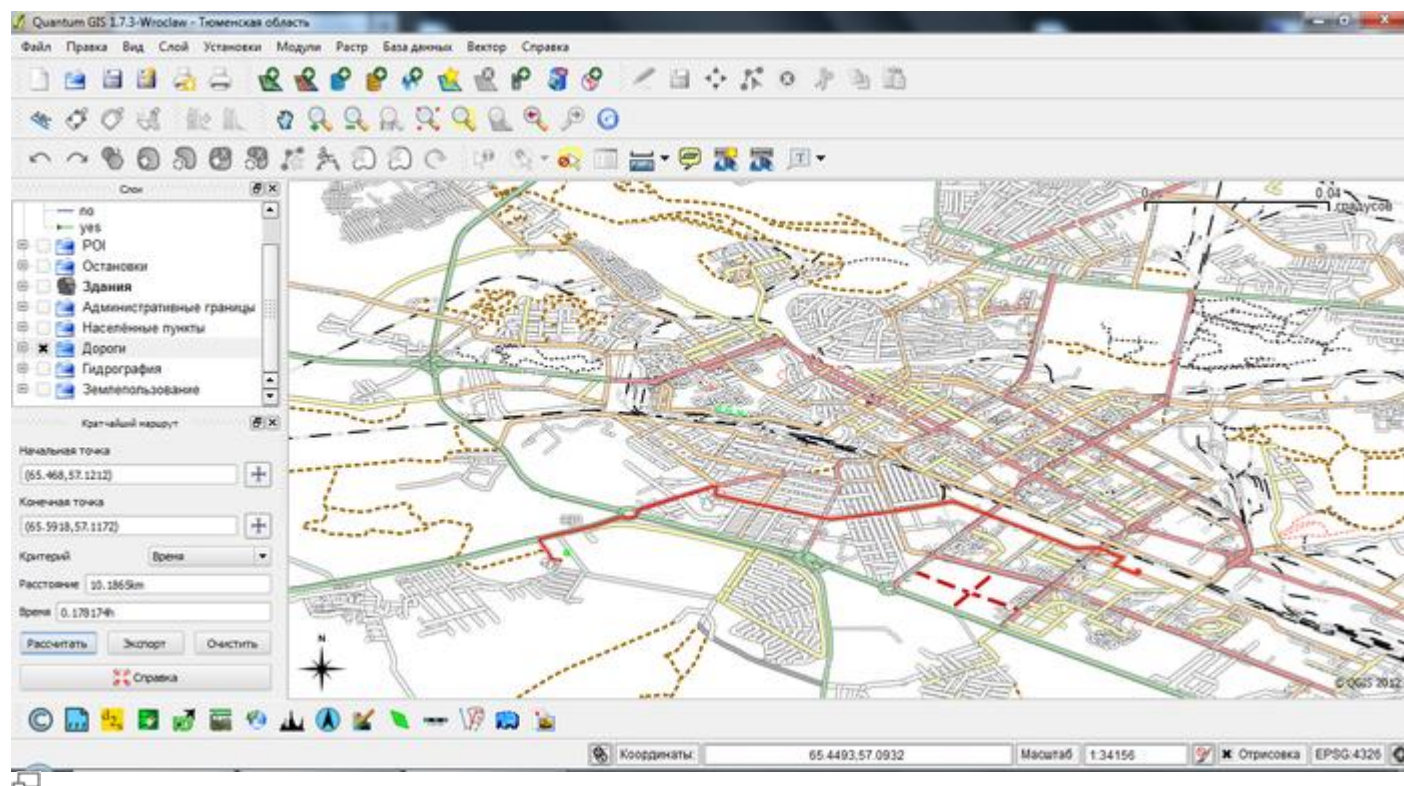 Quantum GIS 1.7.3-Wroclaw - Тюменская область
Файл Правка Вид Слой Установки Модули Растр База данных Вектор Справка
Слои
no
yes
POI
Остановки
Здания
Административные границы
Населённые пункты
Дороги
Гидрография
Землепользование
Кратчайший маршрут
Начальная точка
(65.468,57.1212)
Конечная точка
(65.5918,57.1172)
Критерий Время
Расстояние 10.1865km
Время 0.178174h
Рассчитать Экспорт Очистить
Справка
0.04
градусов
N
© QGIS 2012
Координаты: 65.4493,57.0932 Масштаб 1:34156 Отрисовка EPSG:4326